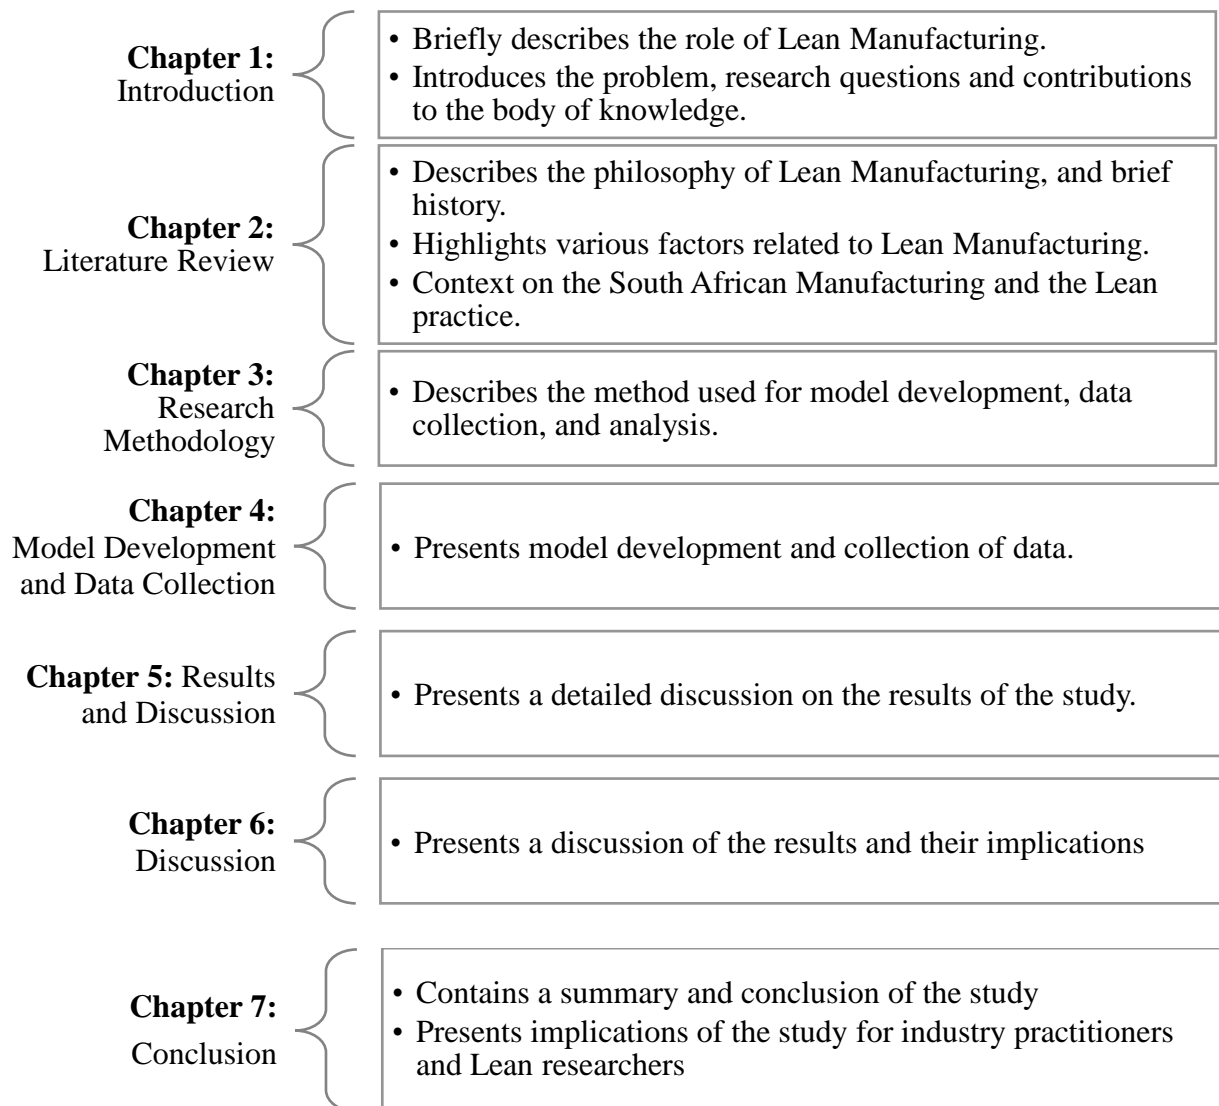 Chapter 1:
Introduction
• Briefly describes the role of Lean Manufacturing.
• Introduces the problem, research questions and contributions
to the body of knowledge.
Chapter 2:
Literature Review
• Describes the philosophy of Lean Manufacturing, and brief
history.
• Highlights various factors related to Lean Manufacturing.
• Context on the South African Manufacturing and the Lean
practice.
Chapter 3:
Research
Methodology
• Describes the method used for model development, data
collection, and analysis.
Chapter 4:
Model Development
and Data Collection
• Presents model development and collection of data.
Chapter 5: Results
and Discussion
• Presents a detailed discussion on the results of the study.
Chapter 6:
Discussion
• Presents a discussion of the results and their implications
Chapter 7:
Conclusion
• Contains a summary and conclusion of the study
• Presents implications of the study for industry practitioners
and Lean researchers